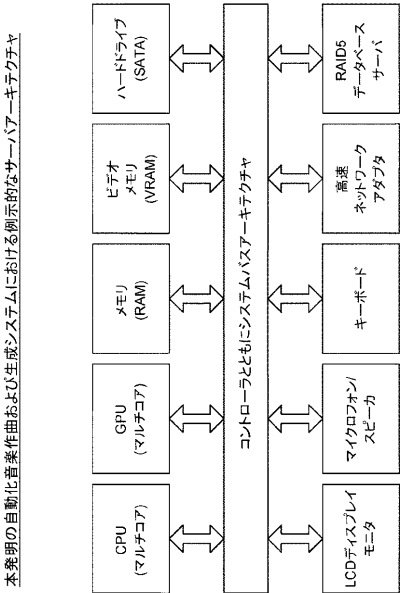 本発明の自動化音楽作曲および生成システムにおける例示的なサーバアーキテクチャ
CPU
(マルチコア)
GPU
(マルチコア)
メモリ
(RAM)
ビデオ
メモリ
(VRAM)
ハードドライブ
(SATA)
コントローラとともにシステムバスアーキテクチャ
LCDディスプレイ
モニタ
マイクロフォン/
スピーカ
キーボード
高速
ネットワーク
アダプタ
RAID5
データベース
サーバ